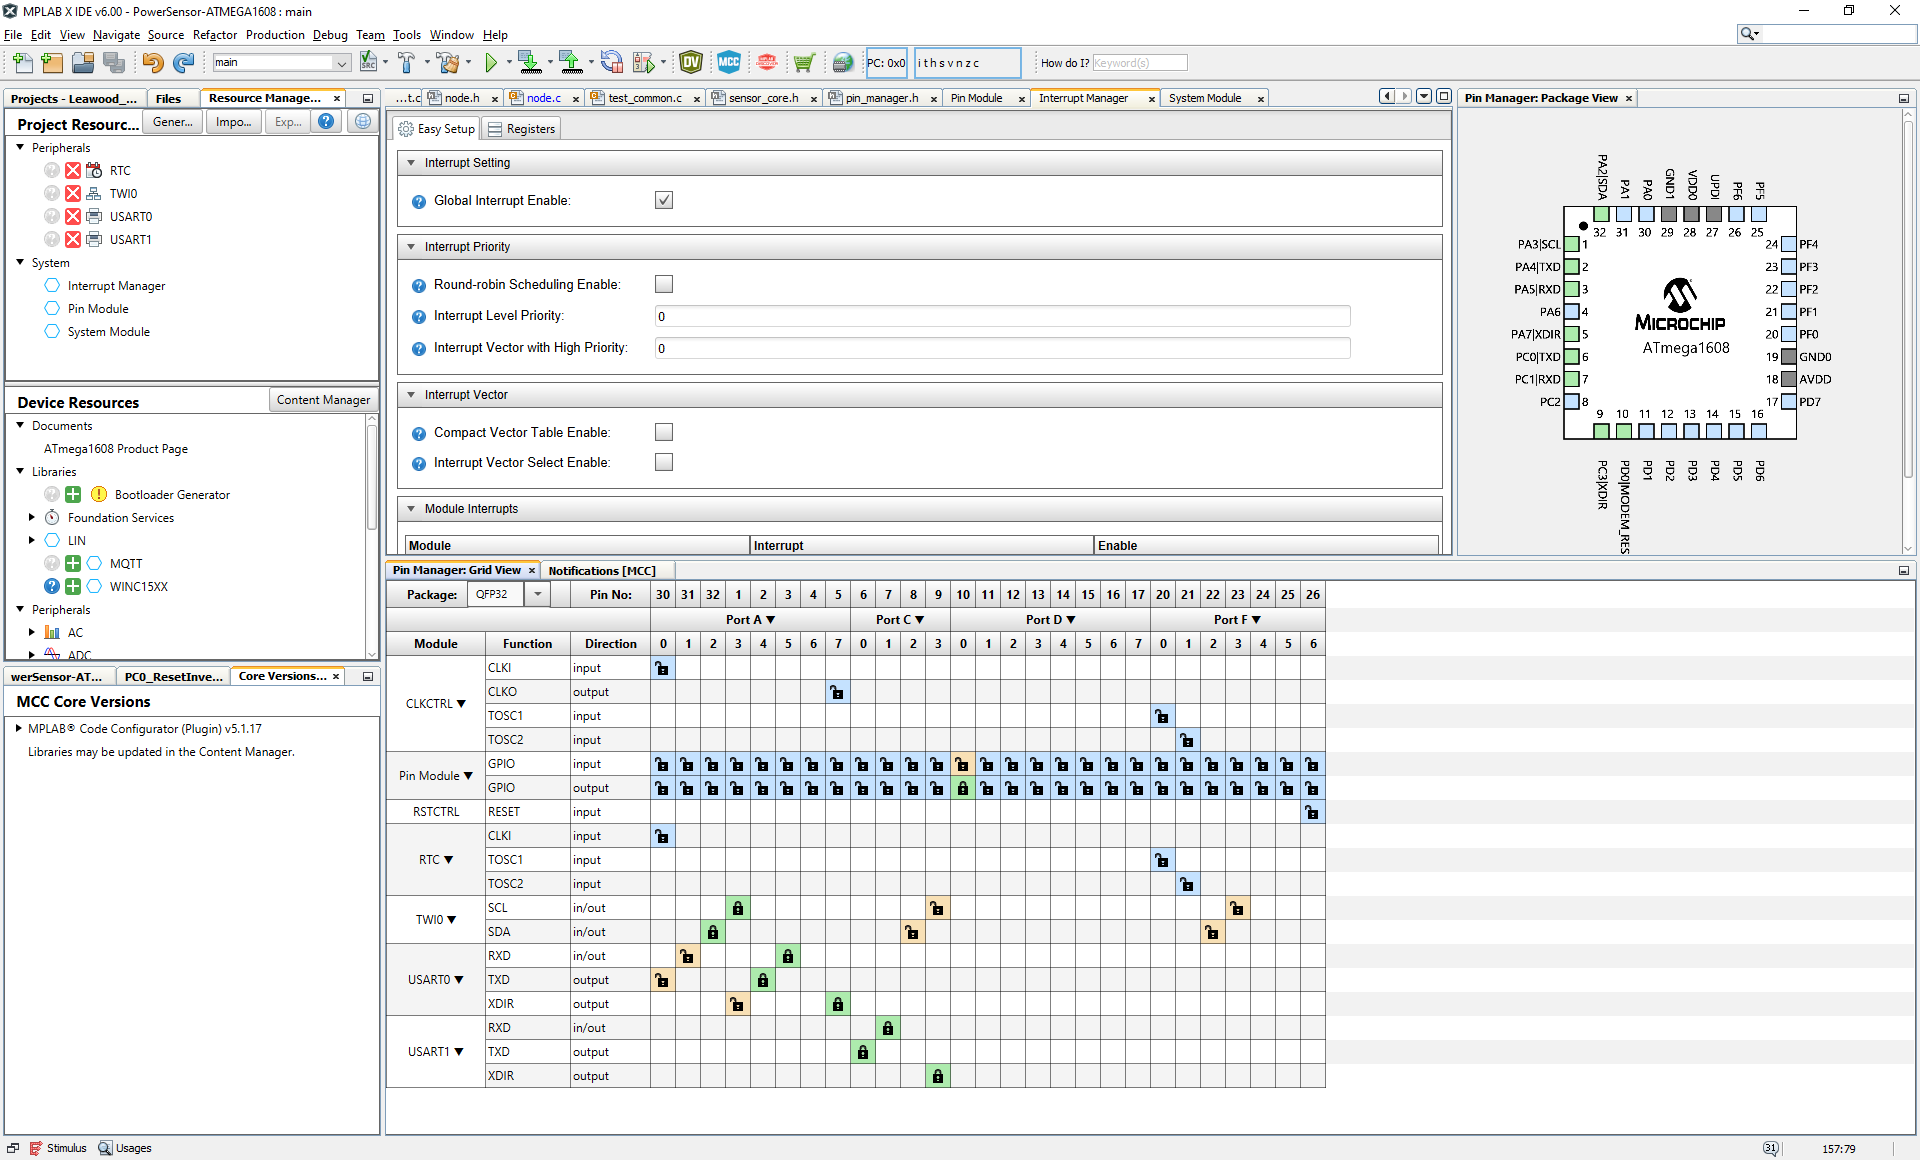 MPLAB X IDE v6.00 - PowerSensor-ATMEGA1608 : main
File Edit View Navigate Source Refactor Production Debug Team Tools Window Help
main
SRC
DV
MCC
PC: 0x0
i t h s v n z c
How do I? Keyword(s)
Projects - Leawood_...
Files
Resource Manage... ×
Project Resourc...
Gener...
Impo...
Exp...
Peripherals
RTC
TWI0
USART0
USART1
System
Interrupt Manager
Pin Module
System Module
Device Resources
Content Manager
Documents
ATmega1608 Product Page
Libraries
Bootloader Generator
Foundation Services
LIN
MQTT
WINC15XX
Peripherals
AC
ADC
werSensor-AT...
PC0_ResetInve...
Core Versions... ×
MCC Core Versions
MPLAB® Code Configurator (Plugin) v5.1.17
Libraries may be updated in the Content Manager.
...t.c
node.h ×
node.c ×
test_common.c ×
sensor_core.h ×
pin_manager.h ×
Pin Module ×
Interrupt Manager ×
System Module ×
Easy Setup
Registers
Interrupt Setting
Global Interrupt Enable:
Interrupt Priority
Round-robin Scheduling Enable:
Interrupt Level Priority: 0
Interrupt Vector with High Priority: 0
Interrupt Vector
Compact Vector Table Enable:
Interrupt Vector Select Enable:
Module Interrupts
Module Interrupt Enable
Pin Manager: Package View ×
PA2|SDA PA1 PA0 GND1 VDD0 UPDI PF6 PF5
32 31 30 29 28 27 26 25
PA3|SCL 1 24 PF4
PA4|TXD 2 23 PF3
PA5|RXD 3 22 PF2
PA6 4 21 PF1
PA7|XDIR 5 20 PF0
PC0|TXD 6 19 GND0
PC1|RXD 7 18 AVDD
PC2 8 17 PD7
MICROCHIP
ATmega1608
9 10 11 12 13 14 15 16
PC3|XDIR PD0|MODEM_RES PD1 PD2 PD3 PD4 PD5 PD6
Pin Manager: Grid View ×
Notifications [MCC]
Package: QFP32 Pin No: 30 31 32 1 2 3 4 5 6 7 8 9 10 11 12 13 14 15 16 17 20 21 22 23 24 25 26
Port A ▼ Port C ▼ Port D ▼ Port F ▼
Module Function Direction 0 1 2 3 4 5 6 7 0 1 2 3 0 1 2 3 4 5 6 7 0 1 2 3 4 5 6
CLKCTRL ▼
CLKI input
CLKO output
TOSC1 input
TOSC2 input
Pin Module ▼
GPIO input
GPIO output
RSTCTRL RESET input
RTC ▼
CLKI input
TOSC1 input
TOSC2 input
TWI0 ▼
SCL in/out
SDA in/out
USART0 ▼
RXD in/out
TXD output
XDIR output
USART1 ▼
RXD in/out
TXD output
XDIR output
Stimulus
Usages
31
157:79